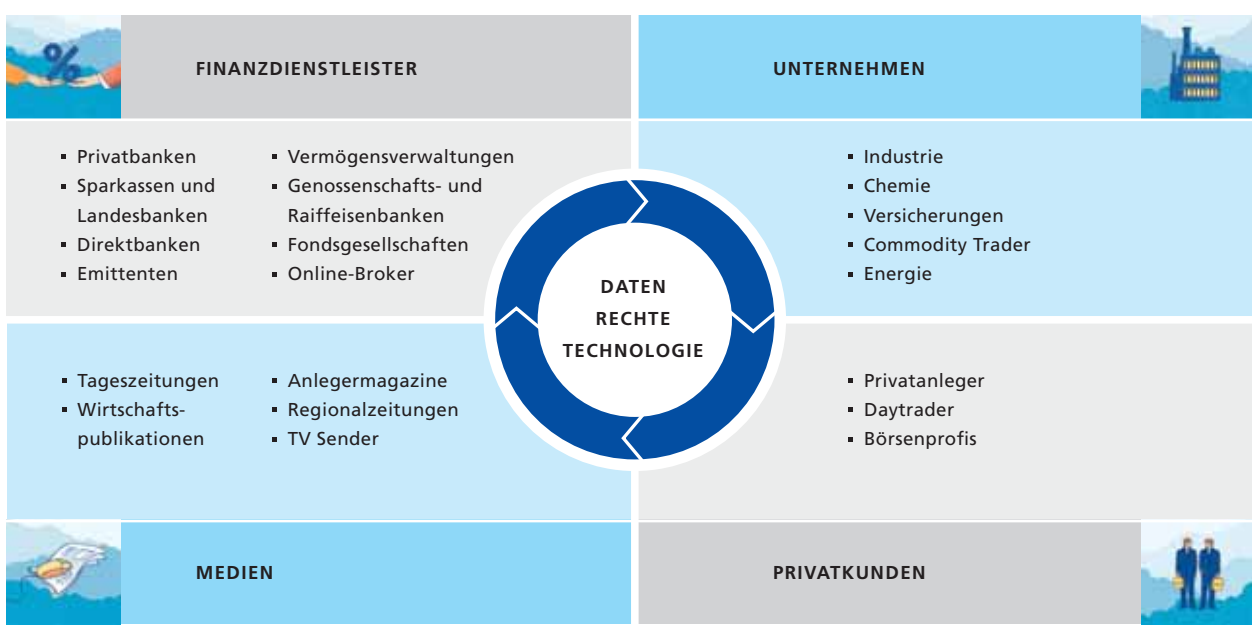 FINANZDIENSTLEISTER
▪ Privatbanken
▪ Sparkassen und
Landesbanken
▪ Direktbanken
▪ Emittenten
▪ Vermögensverwaltungen
▪ Genossenschafts- und
Raiffeisenbanken
▪ Fondsgesellschaften
▪ Online-Broker
UNTERNEHMEN
▪ Industrie
▪ Chemie
▪ Versicherungen
▪ Commodity Trader
▪ Energie
DATEN
RECHTE
TECHNOLOGIE
▪ Tageszeitungen
▪ Wirtschafts-
publikationen
▪ Anlegermagazine
▪ Regionalzeitungen
▪ TV Sender
MEDIEN
▪ Privatanleger
▪ Daytrader
▪ Börsenprofis
PRIVATKUNDEN
%